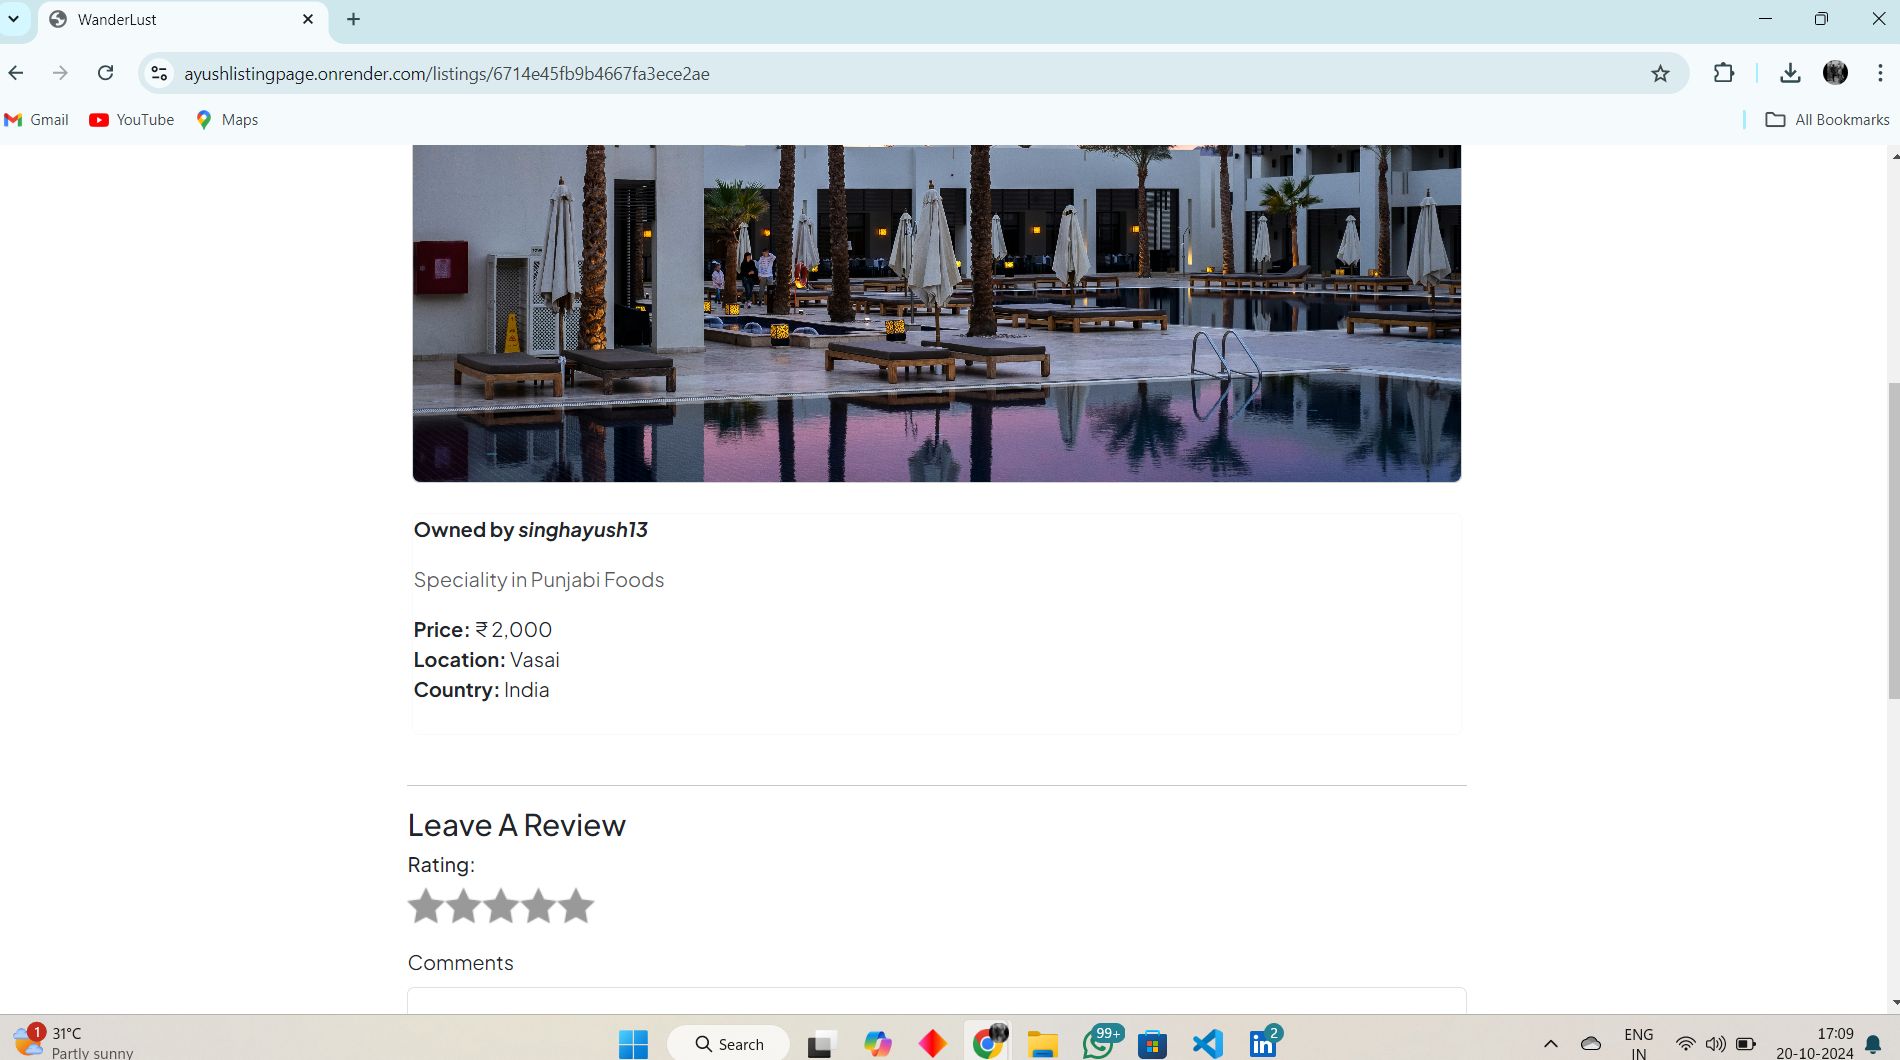 WanderLust
ayushlistingpage.onrender.com/listings/6714e45fb9b4667fa3ece2ae
Gmail YouTube Maps All Bookmarks
Owned by singhayush13
Speciality in Punjabi Foods
Price: ₹ 2,000
Location: Vasai
Country: India
Leave A Review
Rating:
Comments
1 31°C
Partly sunny
Search
99+
2
ENG
IN
17:09
20-10-2024